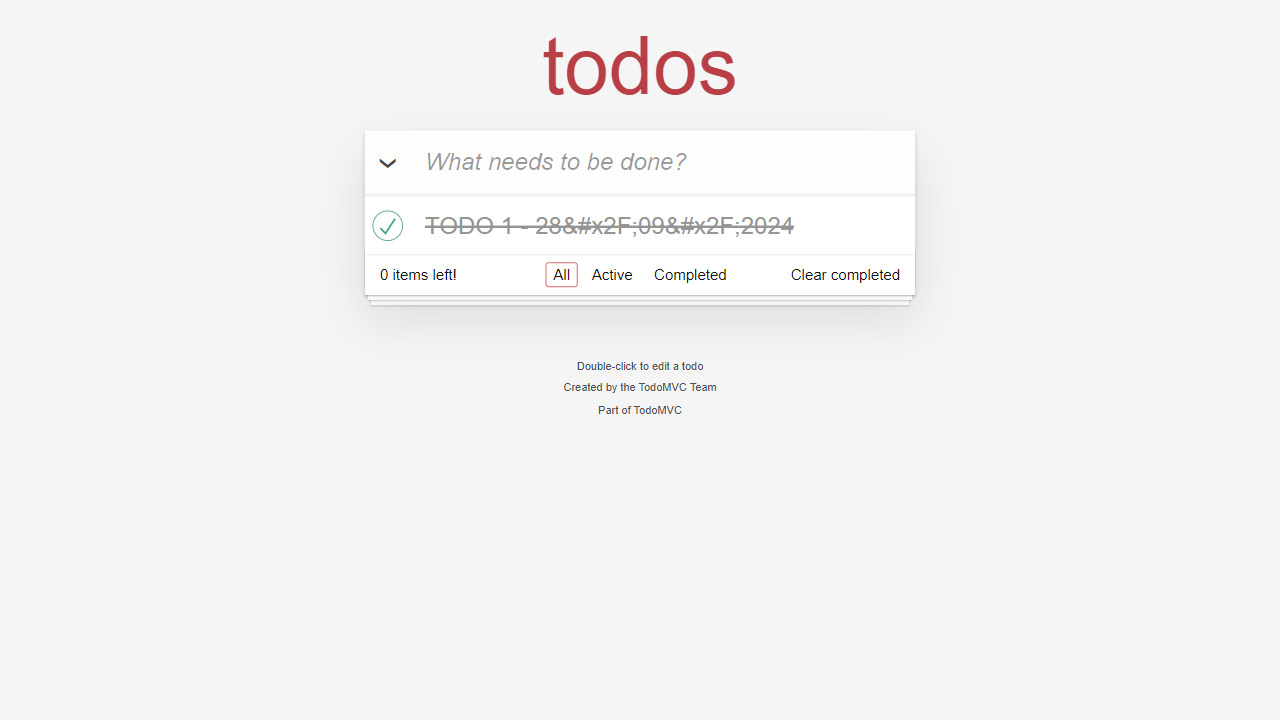 todos
What needs to be done?
TODO 1 - 28&#x2F;09&#x2F;2024
0 items left!
All
Active
Completed
Clear completed
Double-click to edit a todo
Created by the TodoMVC Team
Part of TodoMVC